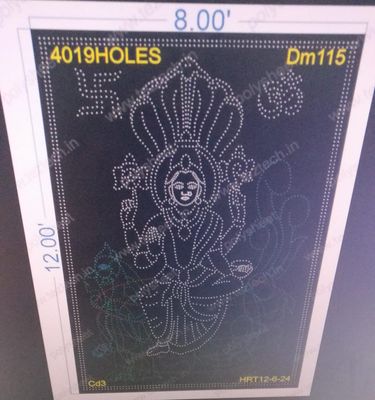 8.00'
4019HOLES
Dm115
ॐ
12.00'
Cd3
HRT12-6-24